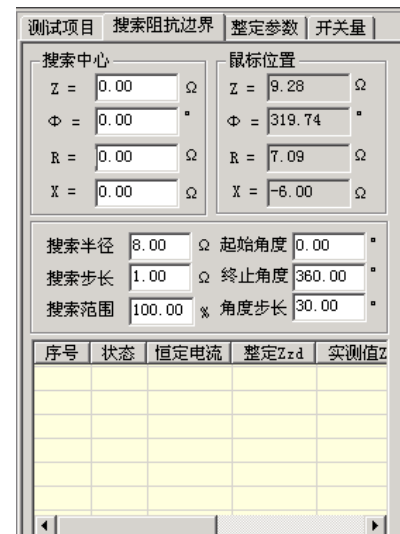 测试项目 搜索阻抗边界 整定参数 开关量
搜索中心 鼠标位置
Z = 0.00 Ω Z = 9.28 Ω
Φ = 0.00 ° Φ = 319.74 °
R = 0.00 Ω R = 7.09 Ω
X = 0.00 Ω X = -6.00 Ω
搜索半径 8.00 Ω 起始角度 0.00 °
搜索步长 1.00 Ω 终止角度 360.00 °
搜索范围 100.00 % 角度步长 30.00 °
序号 状态 恒定电流 整定Zzd 实测值Z